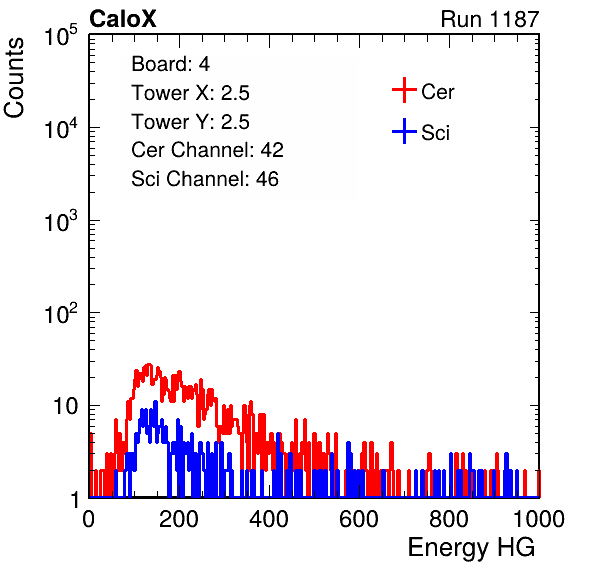 CaloX Run 1187
Counts
10^5
10^4
10^3
10^2
10
1
Board: 4
Tower X: 2.5
Tower Y: 2.5
Cer Channel: 42
Sci Channel: 46
Cer
Sci
0 200 400 600 800 1000
Energy HG